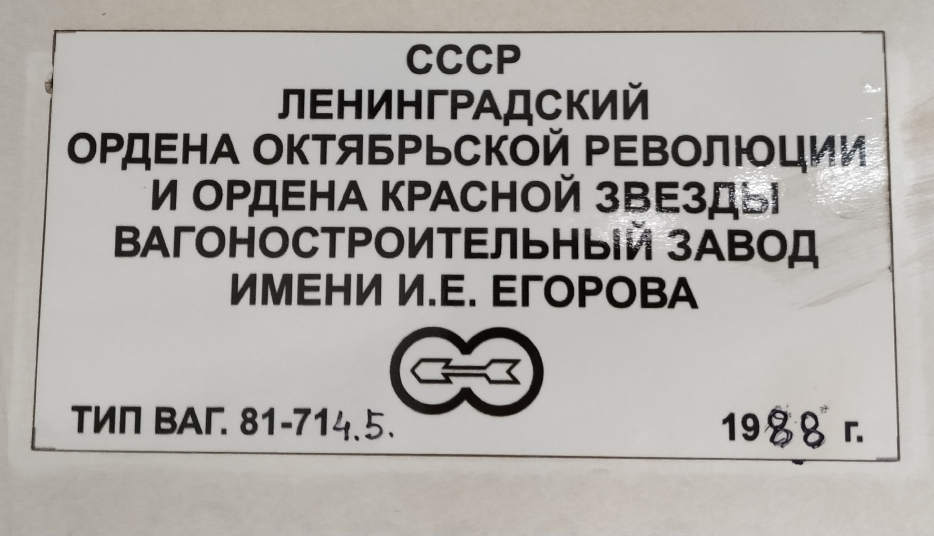 СССР
ЛЕНИНГРАДСКИЙ
ОРДЕНА ОКТЯБРЬСКОЙ РЕВОЛЮЦИИ
И ОРДЕНА КРАСНОЙ ЗВЕЗДЫ
ВАГОНОСТРОИТЕЛЬНЫЙ ЗАВОД
ИМЕНИ И.Е. ЕГОРОВА
ТИП ВАГ. 81-714.5. 1988 г.